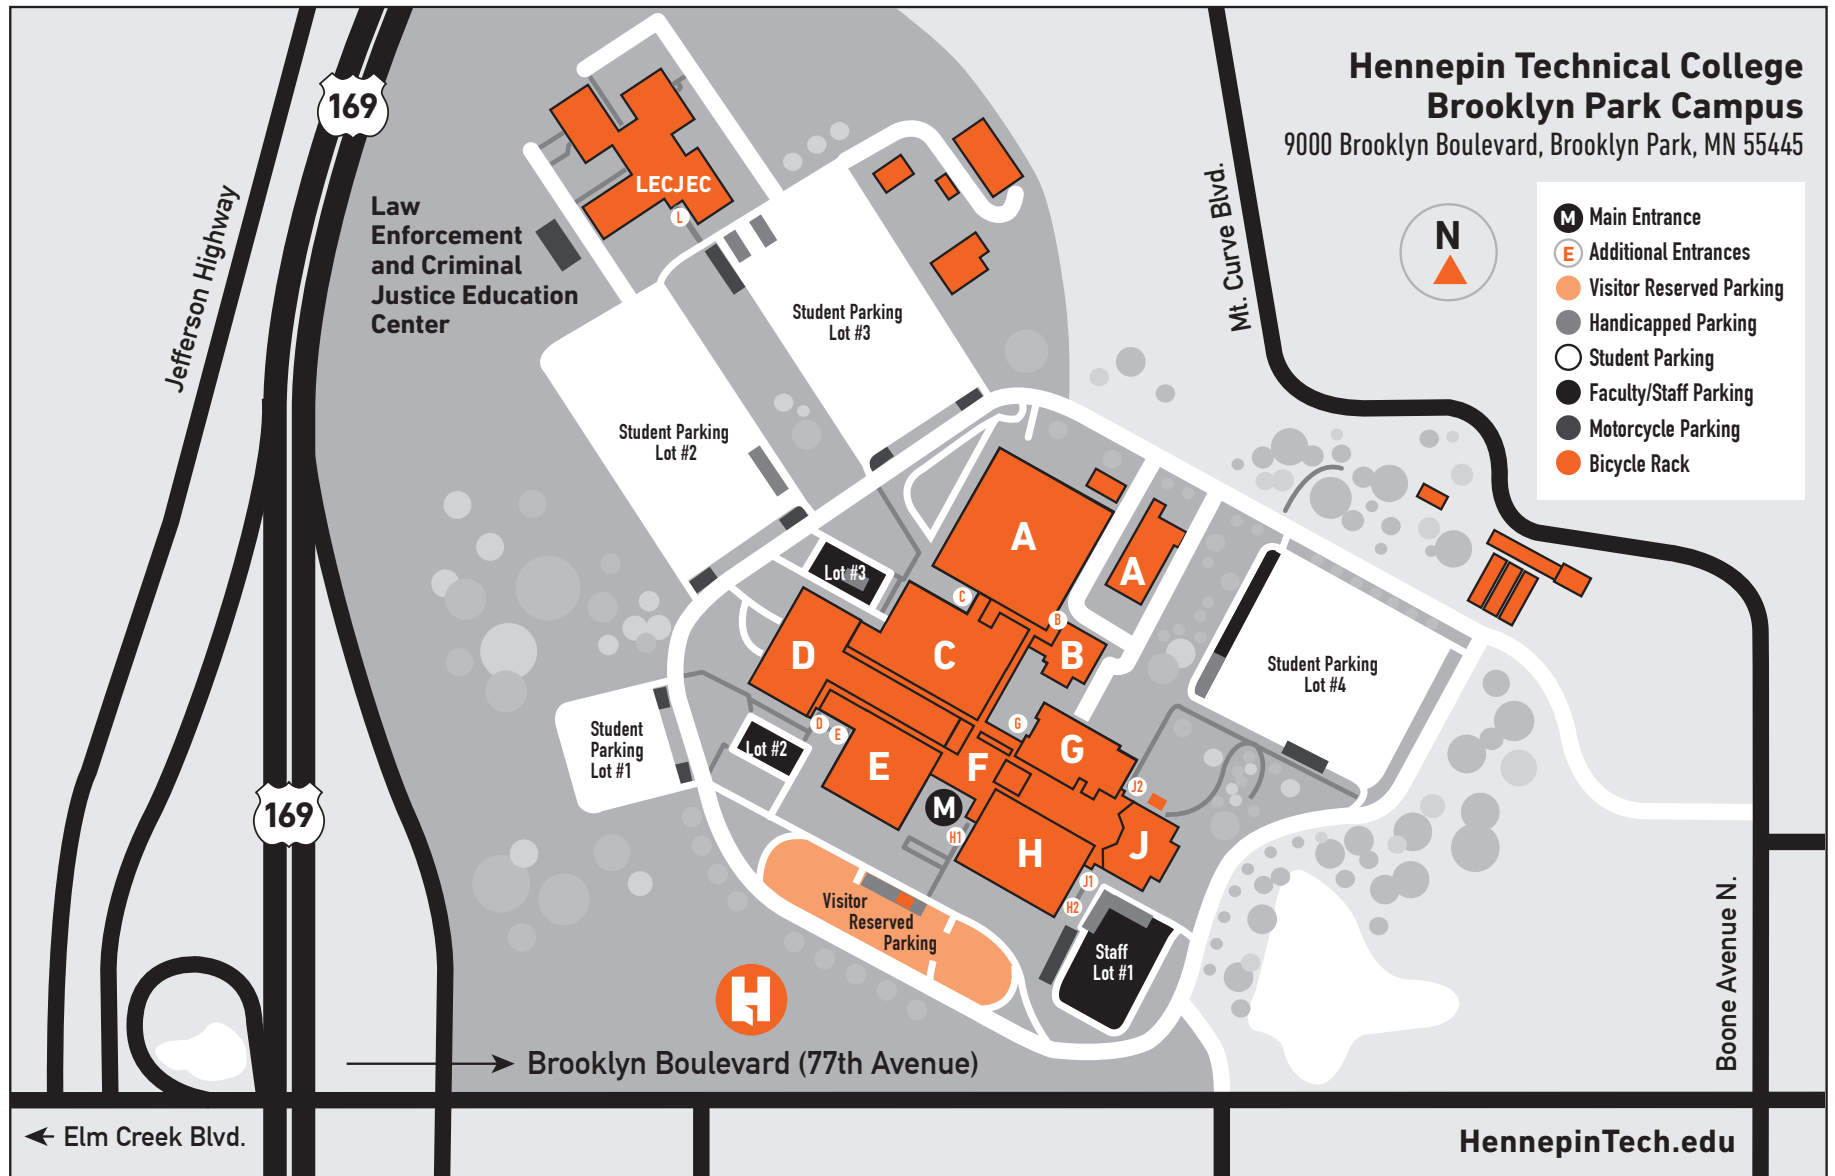 Hennepin Technical College
Brooklyn Park Campus
9000 Brooklyn Boulevard, Brooklyn Park, MN 55445
N
M Main Entrance
E Additional Entrances
Visitor Reserved Parking
Handicapped Parking
Student Parking
Faculty/Staff Parking
Motorcycle Parking
Bicycle Rack
169
Jefferson Highway
Mt. Curve Blvd.
LECJEC
L
Law
Enforcement
and Criminal
Justice Education
Center
Student Parking
Lot #3
Student Parking
Lot #2
A
A
Lot #3
C
B
D
C
B
Student Parking
Lot #4
Student
Parking
Lot #1
D
E
G
Lot #2
E
F
G
J2
169
M
H1
H
J
J1
H2
Visitor
Reserved
Parking
Staff
Lot #1
H
Boone Avenue N.
Brooklyn Boulevard (77th Avenue)
Elm Creek Blvd.
HennepinTech.edu